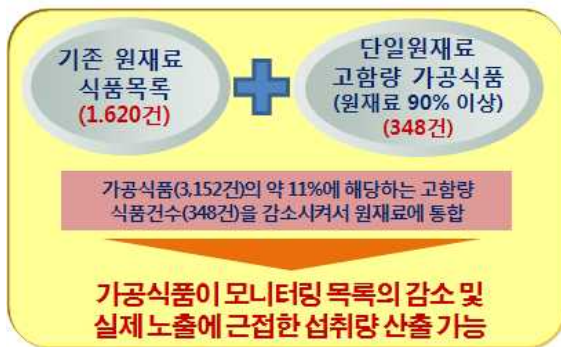 기존 원재료
식품목록
(1.620건)
단일원재료
고함량 가공식품
(원재료 90% 이상)
(348건)
가공식품(3,152건)의 약 11%에 해당하는 고함량
식품건수(348건)을 감소시켜서 원재료에 통합
가공식품이 모니터링 목록의 감소 및
실제 노출에 근접한 섭취량 산출 가능